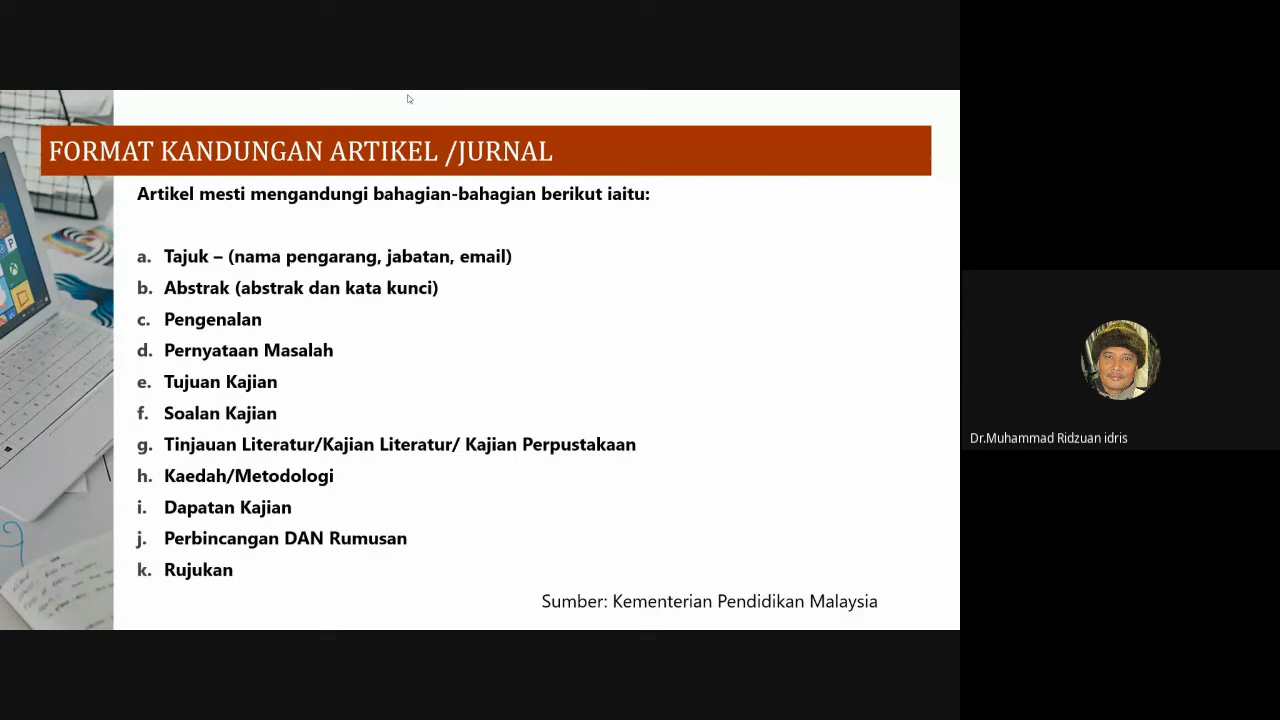 FORMAT KANDUNGAN ARTIKEL /JURNAL
Artikel mesti mengandungi bahagian-bahagian berikut iaitu:
a. Tajuk – (nama pengarang, jabatan, email)
b. Abstrak (abstrak dan kata kunci)
c. Pengenalan
d. Pernyataan Masalah
e. Tujuan Kajian
f. Soalan Kajian
g. Tinjauan Literatur/Kajian Literatur/ Kajian Perpustakaan
h. Kaedah/Metodologi
i. Dapatan Kajian
j. Perbincangan DAN Rumusan
k. Rujukan
Sumber: Kementerian Pendidikan Malaysia
Dr.Muhammad Ridzuan idris